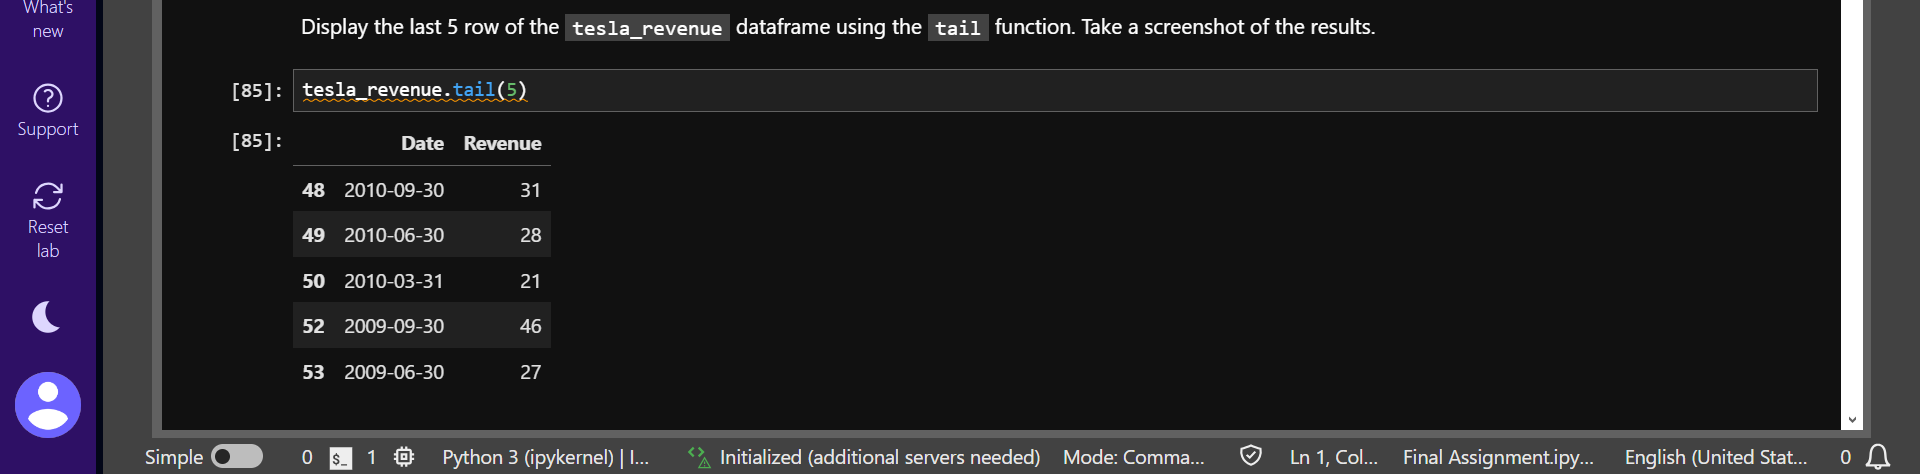 What's
new
Support
Reset
lab
Display the last 5 row of the tesla_revenue dataframe using the tail function. Take a screenshot of the results.
[85]: tesla_revenue.tail(5)
[85]: Date Revenue
48 2010-09-30 31
49 2010-06-30 28
50 2010-03-31 21
52 2009-09-30 46
53 2009-06-30 27
Simple 0 $_ 1 Python 3 (ipykernel) | I... Initialized (additional servers needed) Mode: Comma... Ln 1, Col... Final Assignment.ipy... English (United Stat... 0